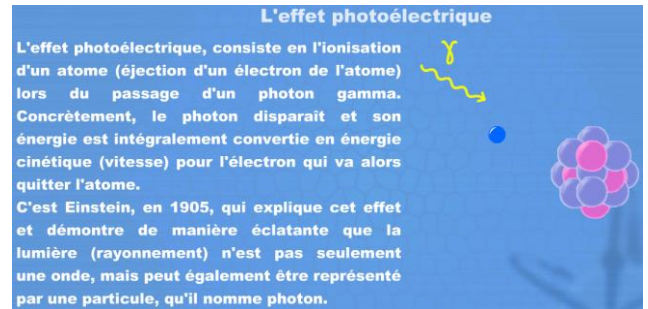 L'effet photoélectrique
L'effet photoélectrique, consiste en l'ionisation
d'un atome (éjection d'un électron de l'atome)
lors du passage d'un photon gamma.
Concrètement, le photon disparaît et son
énergie est intégralement convertie en énergie
cinétique (vitesse) pour l'électron qui va alors
quitter l'atome.
C'est Einstein, en 1905, qui explique cet effet
et démontre de manière éclatante que la
lumière (rayonnement) n'est pas seulement
une onde, mais peut également être représenté
par une particule, qu'il nomme photon.
γ